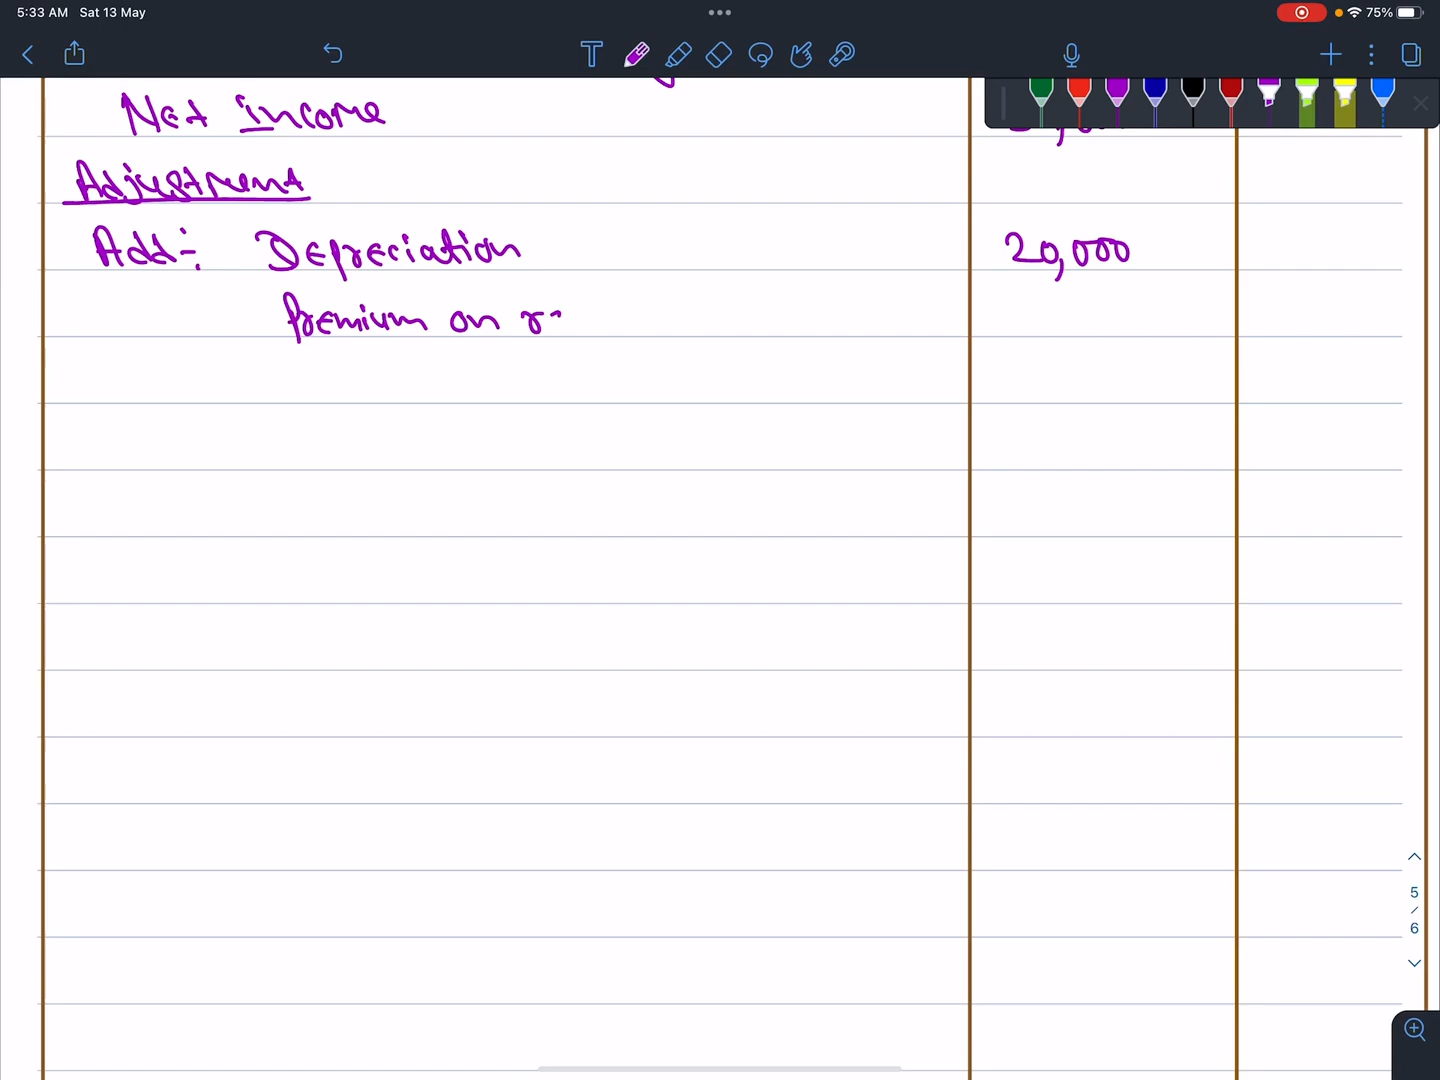 5:33 AM Sat 13 May
75%
Net income
Adjustment
Add:- Depreciation 20,000
Premium on r
5
/
6